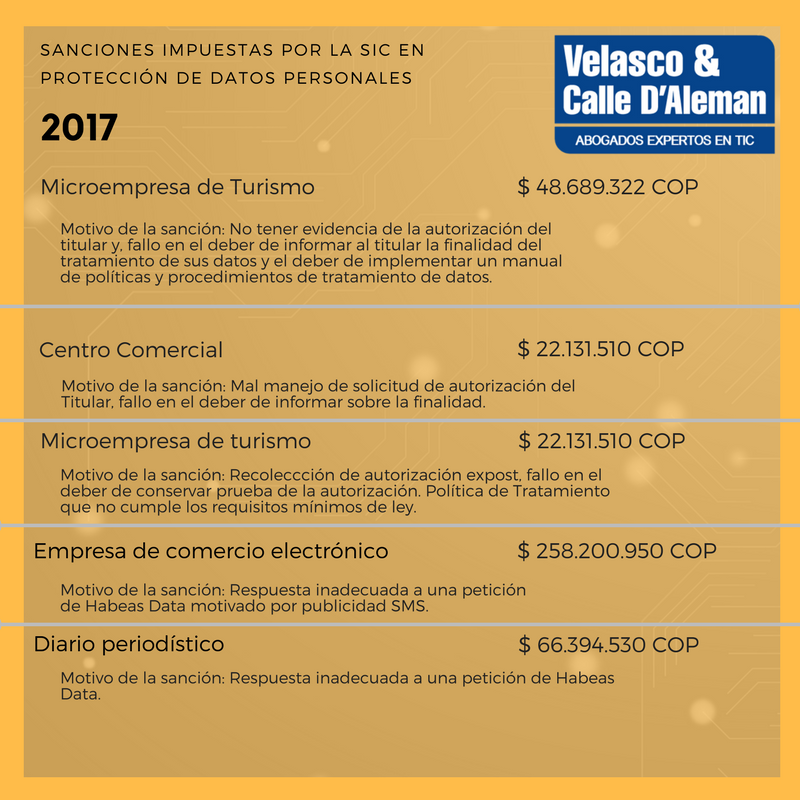 SANCIONES IMPUESTAS POR LA SIC EN
PROTECCIÓN DE DATOS PERSONALES
2017
Velasco &
Calle D'Aleman
ABOGADOS EXPERTOS EN TIC
Microempresa de Turismo $ 48.689.322 COP
Motivo de la sanción: No tener evidencia de la autorización del
titular y, fallo en el deber de informar al titular la finalidad del
tratamiento de sus datos y el deber de implementar un manual
de políticas y procedimientos de tratamiento de datos.
Centro Comercial $ 22.131.510 COP
Motivo de la sanción: Mal manejo de solicitud de autorización del
Titular, fallo en el deber de informar sobre la finalidad.
Microempresa de turismo $ 22.131.510 COP
Motivo de la sanción: Recoleccción de autorización expost, fallo en el
deber de conservar prueba de la autorización. Política de Tratamiento
que no cumple los requisitos mínimos de ley.
Empresa de comercio electrónico $ 258.200.950 COP
Motivo de la sanción: Respuesta inadecuada a una petición
de Habeas Data motivado por publicidad SMS.
Diario periodístico $ 66.394.530 COP
Motivo de la sanción: Respuesta inadecuada a una petición de Habeas
Data.